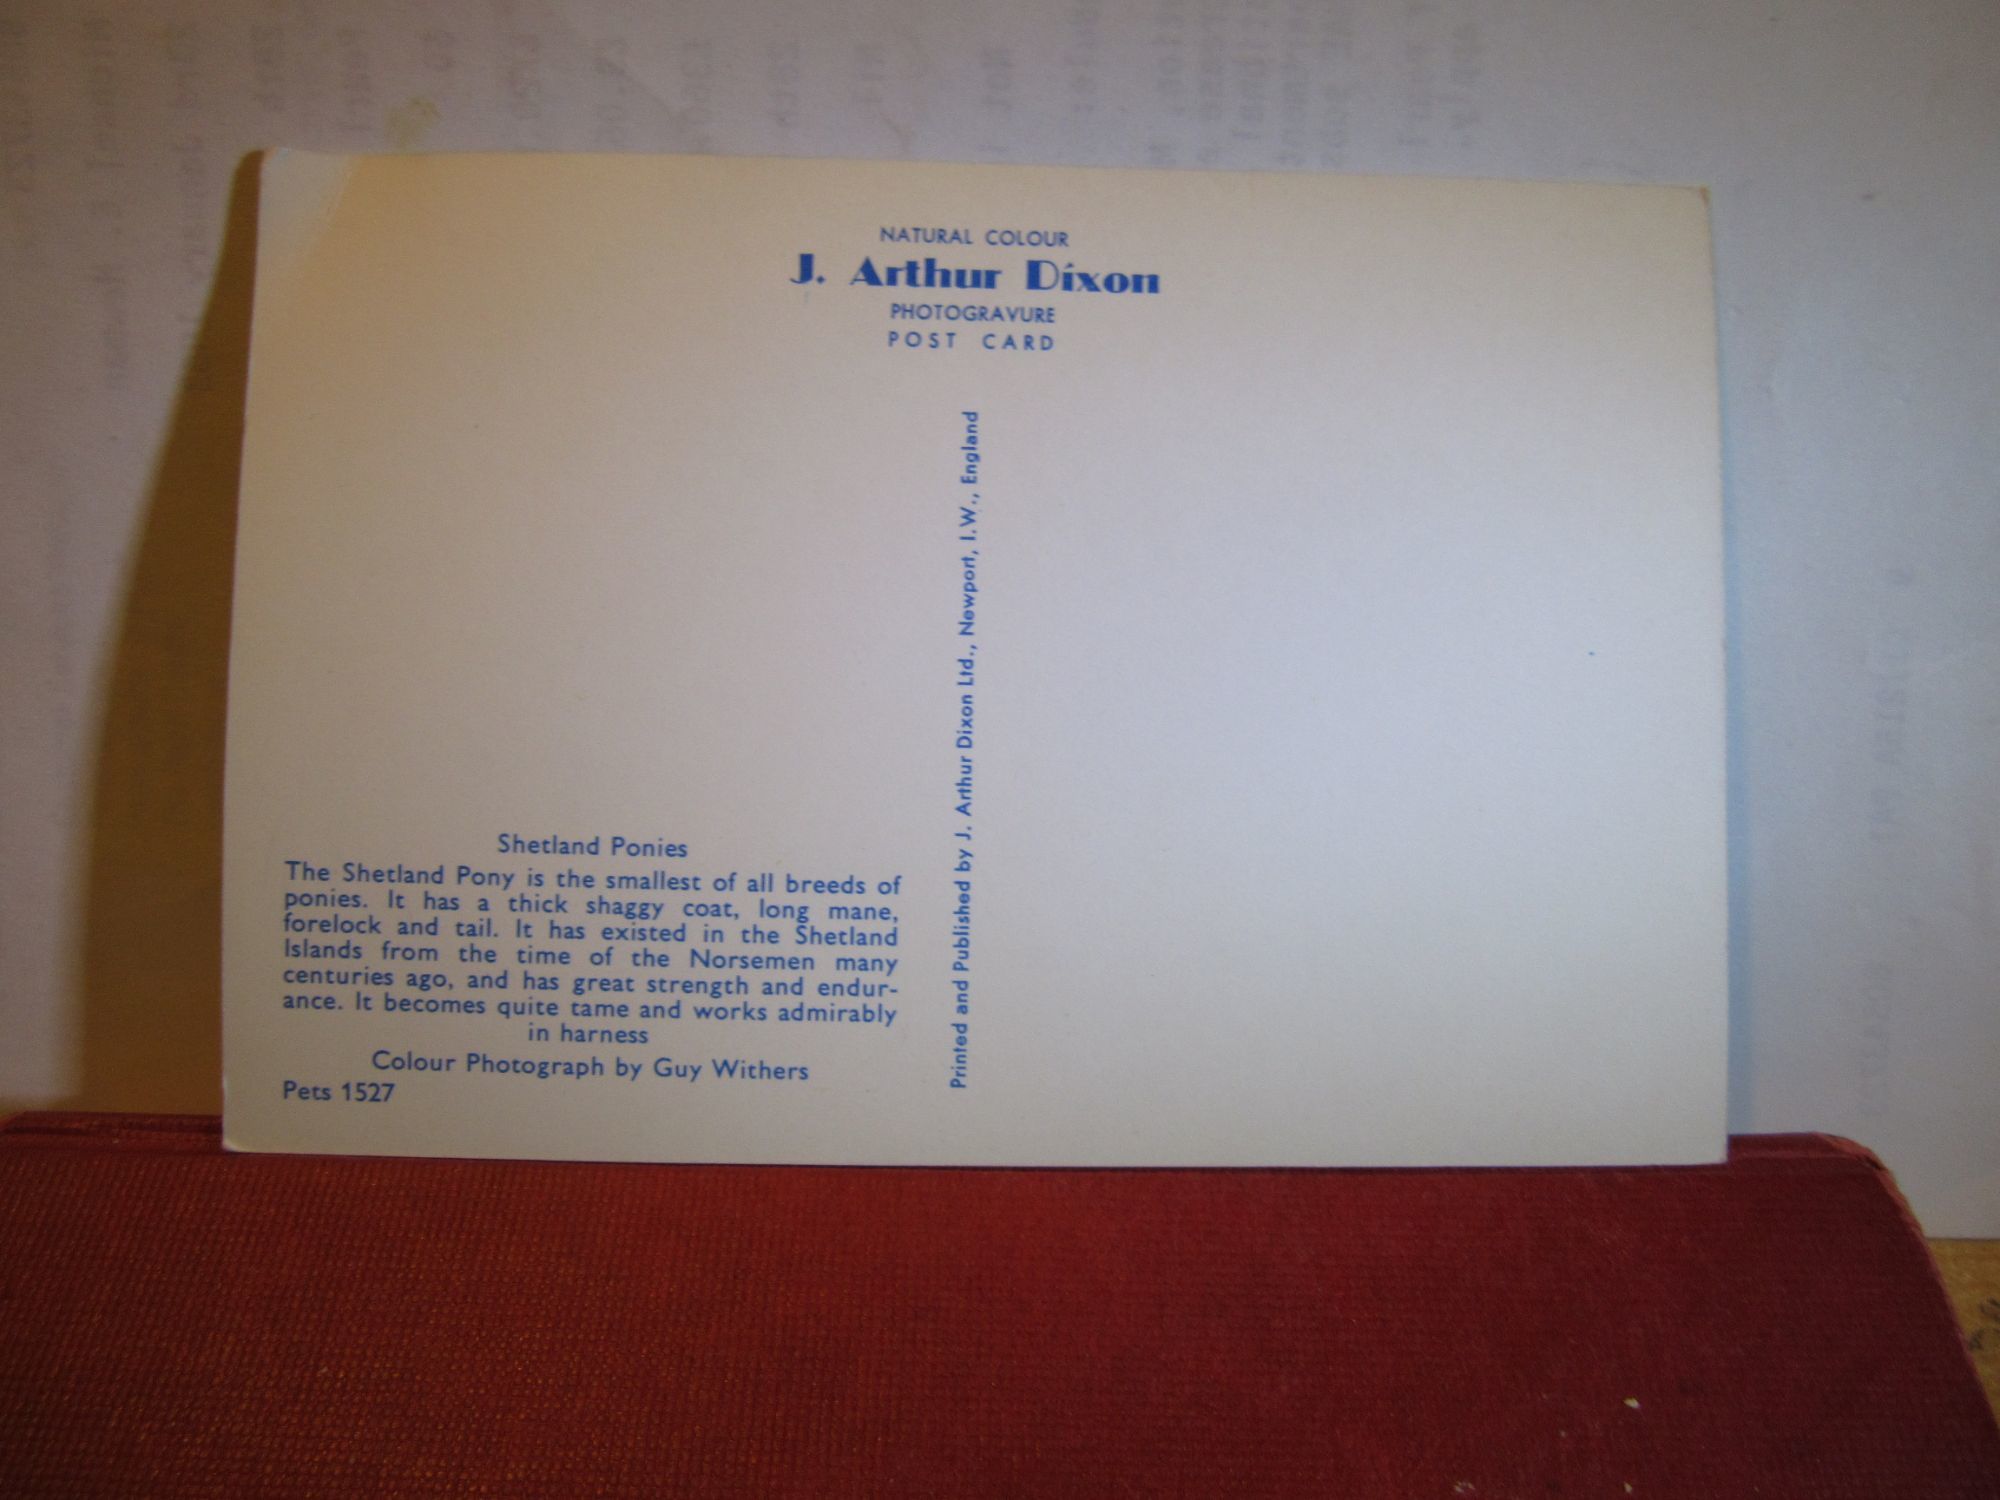 NATURAL COLOUR
J. Arthur Dixon
PHOTOGRAVURE
POST CARD
Printed and Published by J. Arthur Dixon Ltd., Newport, I.W., England
Shetland Ponies
The Shetland Pony is the smallest of all breeds of
ponies. It has a thick shaggy coat, long mane,
forelock and tail. It has existed in the Shetland
Islands from the time of the Norsemen many
centuries ago, and has great strength and endur-
ance. It becomes quite tame and works admirably
in harness
Colour Photograph by Guy Withers
Pets 1527